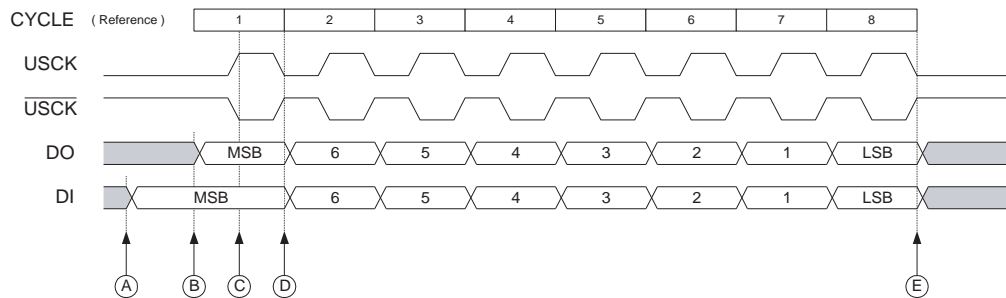 CYCLE ( Reference ) 1 2 3 4 5 6 7 8
USCK
USCK
DO MSB 6 5 4 3 2 1 LSB
DI MSB 6 5 4 3 2 1 LSB
A B C D E